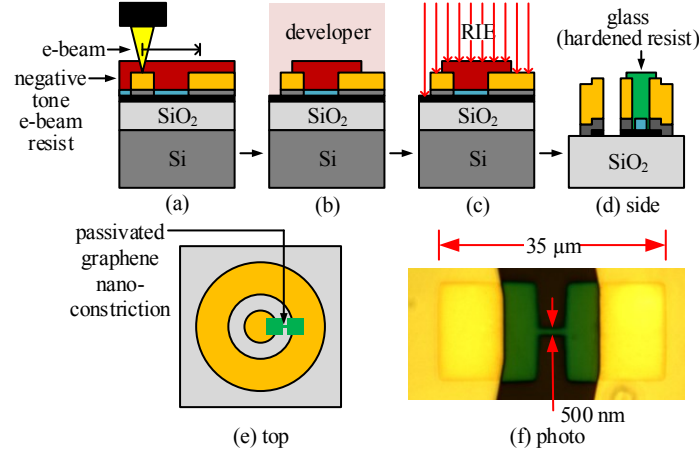 e-beam
negative
tone
e-beam
resist
SiO2
Si
(a)
developer
SiO2
Si
(b)
RIE
SiO2
Si
(c)
glass
(hardened resist)
SiO2
(d) side
passivated
graphene
nano-
constriction
(e) top
35 μm
500 nm
(f) photo